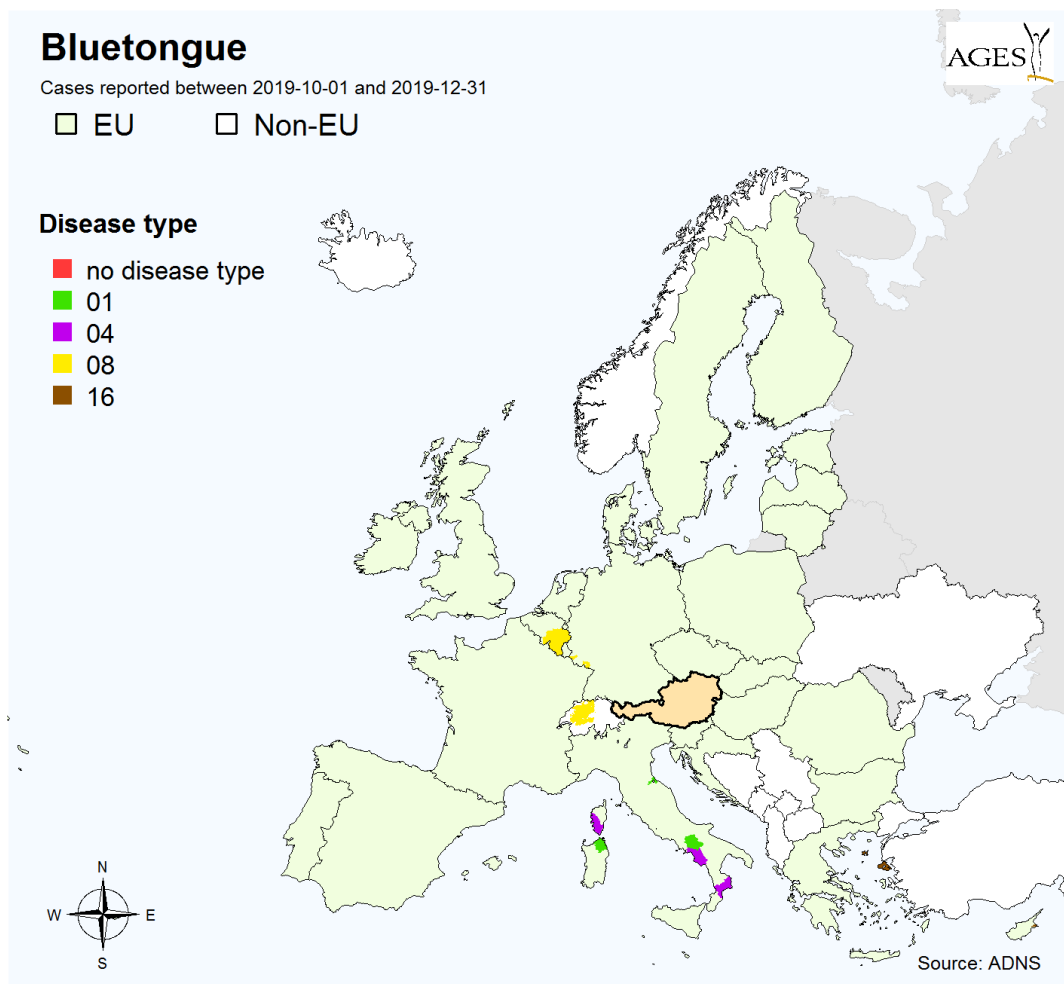 Bluetongue
AGES
Cases reported between 2019-10-01 and 2019-12-31
EU
Non-EU
Disease type
no disease type
01
04
08
16
N
W E
S
Source: ADNS